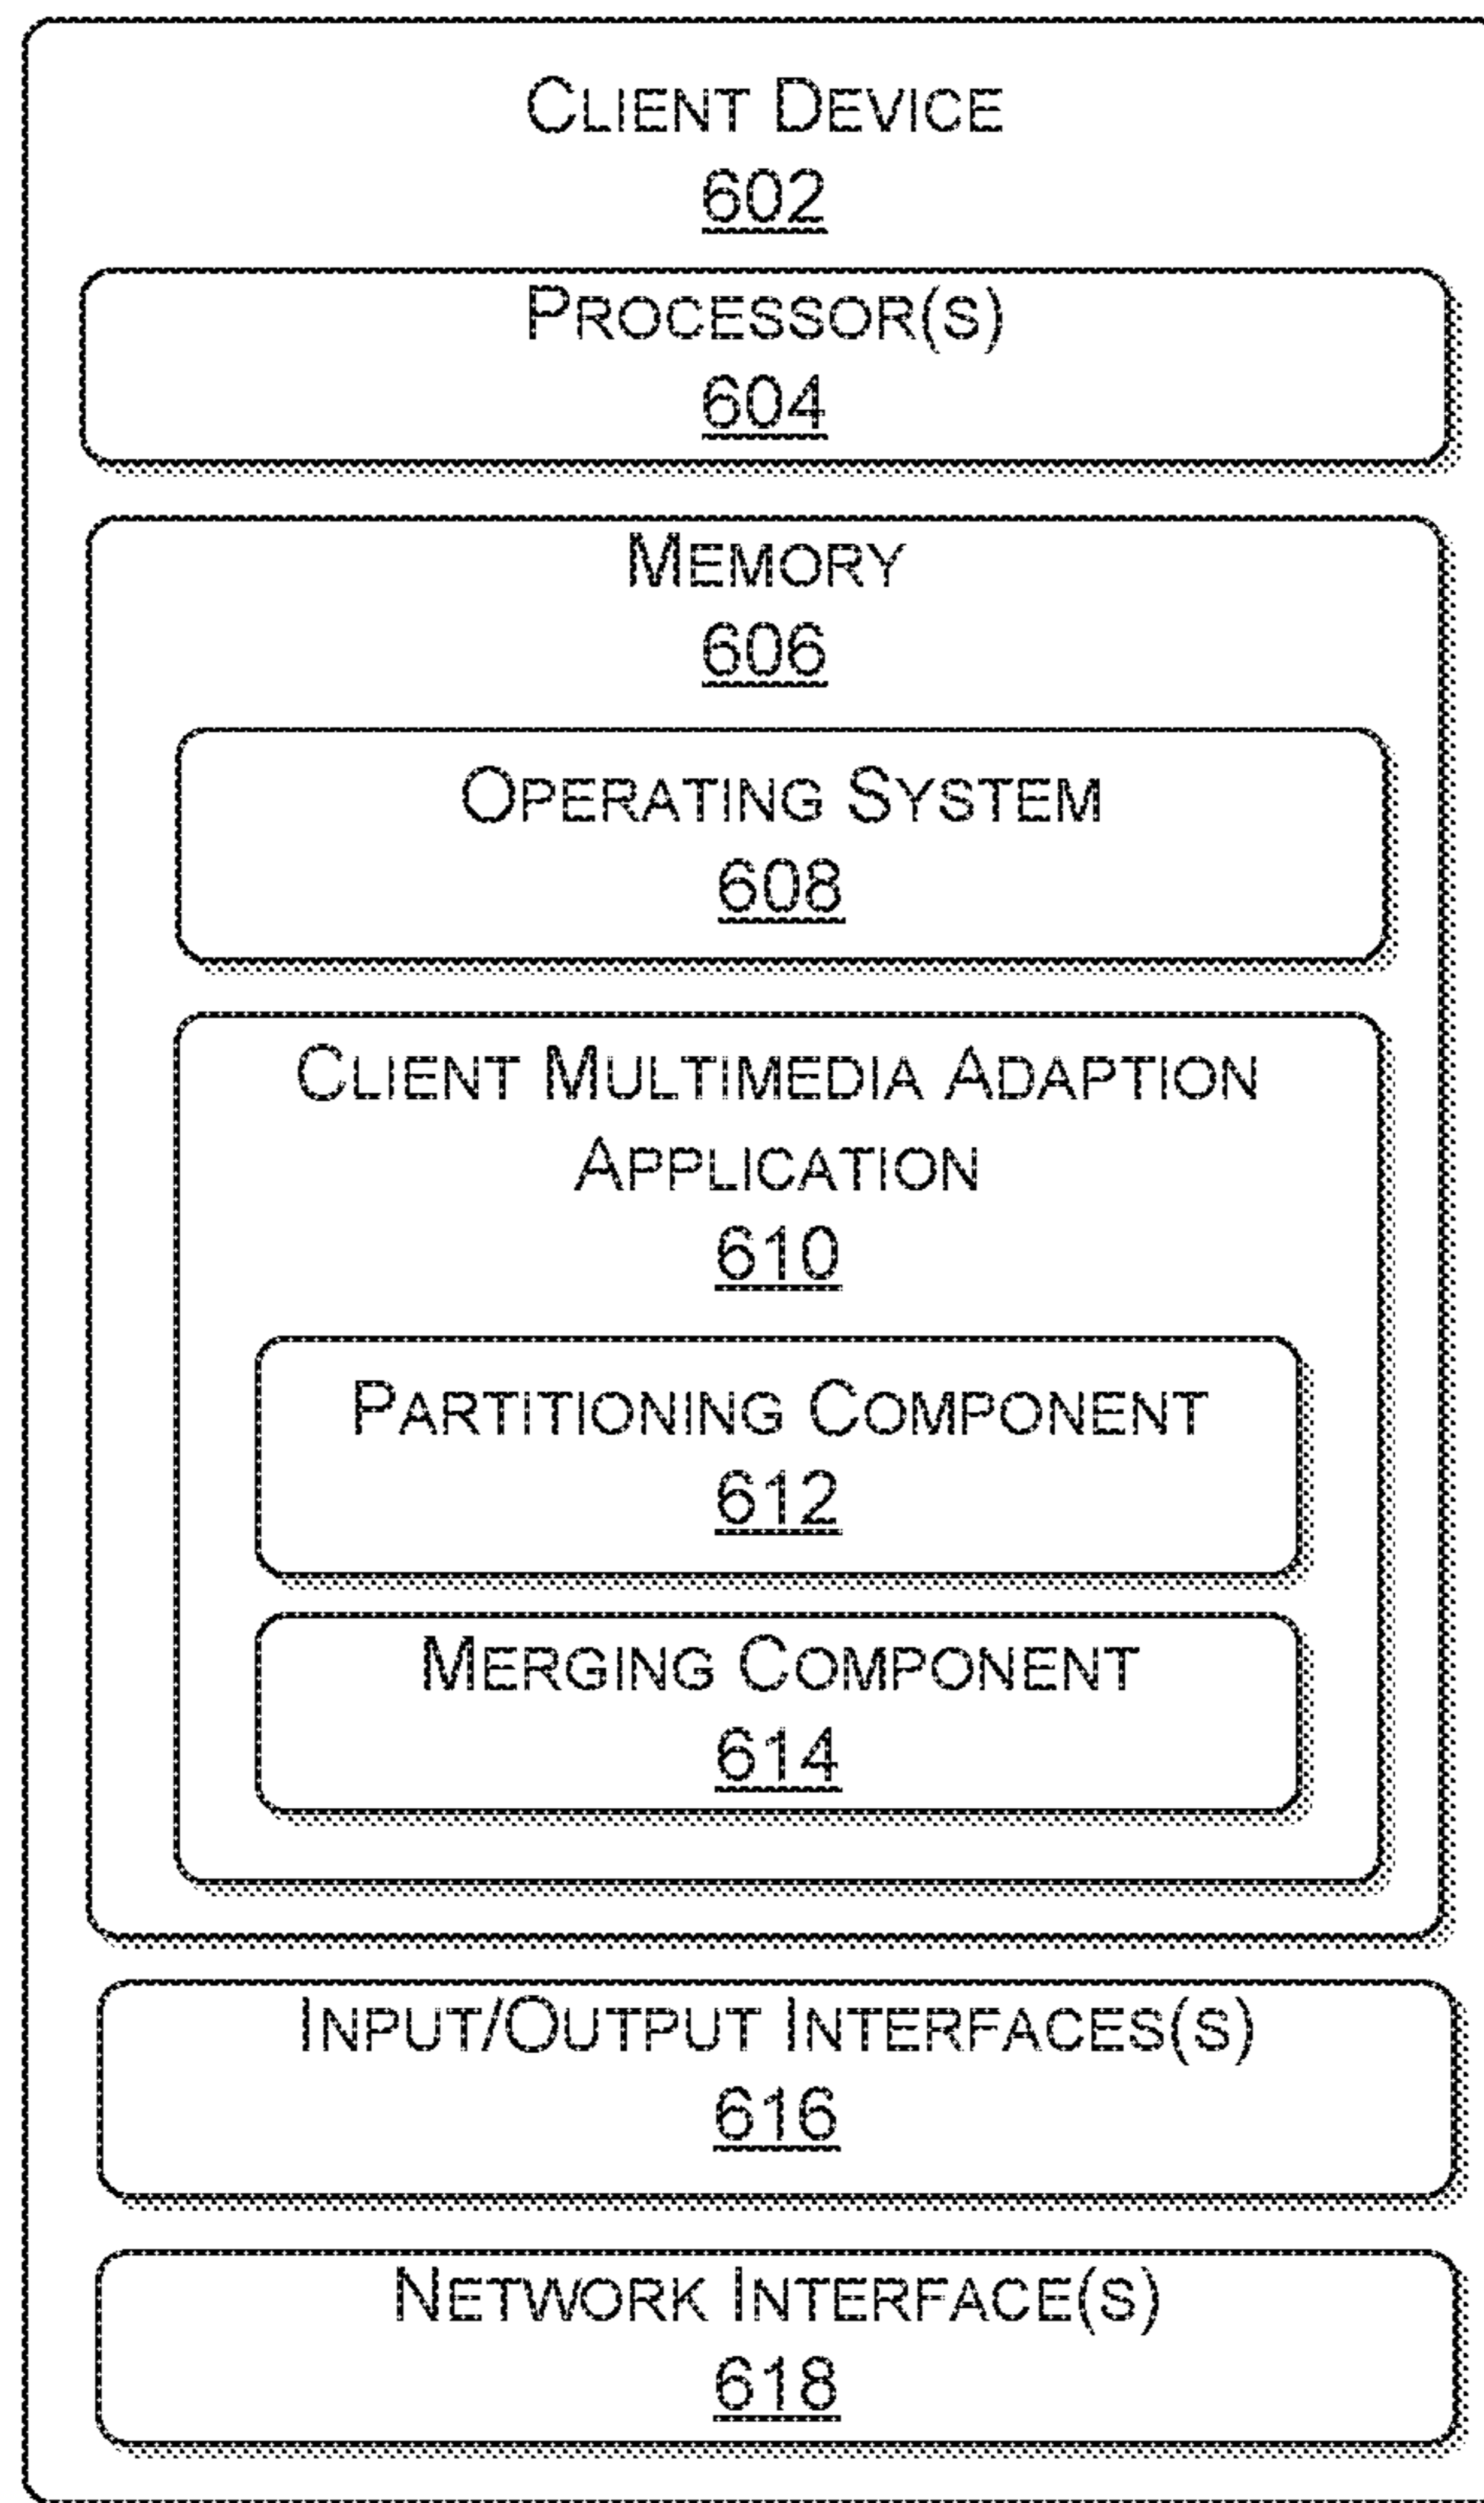 CLIENT DEVICE
602
PROCESSOR(S)
604
MEMORY
606
OPERATING SYSTEM
608
CLIENT MULTIMEDIA ADAPTION
APPLICATION
610
PARTITIONING COMPONENT
612
MERGING COMPONENT
614
INPUT/OUTPUT INTERFACES(S)
616
NETWORK INTERFACE(S)
618